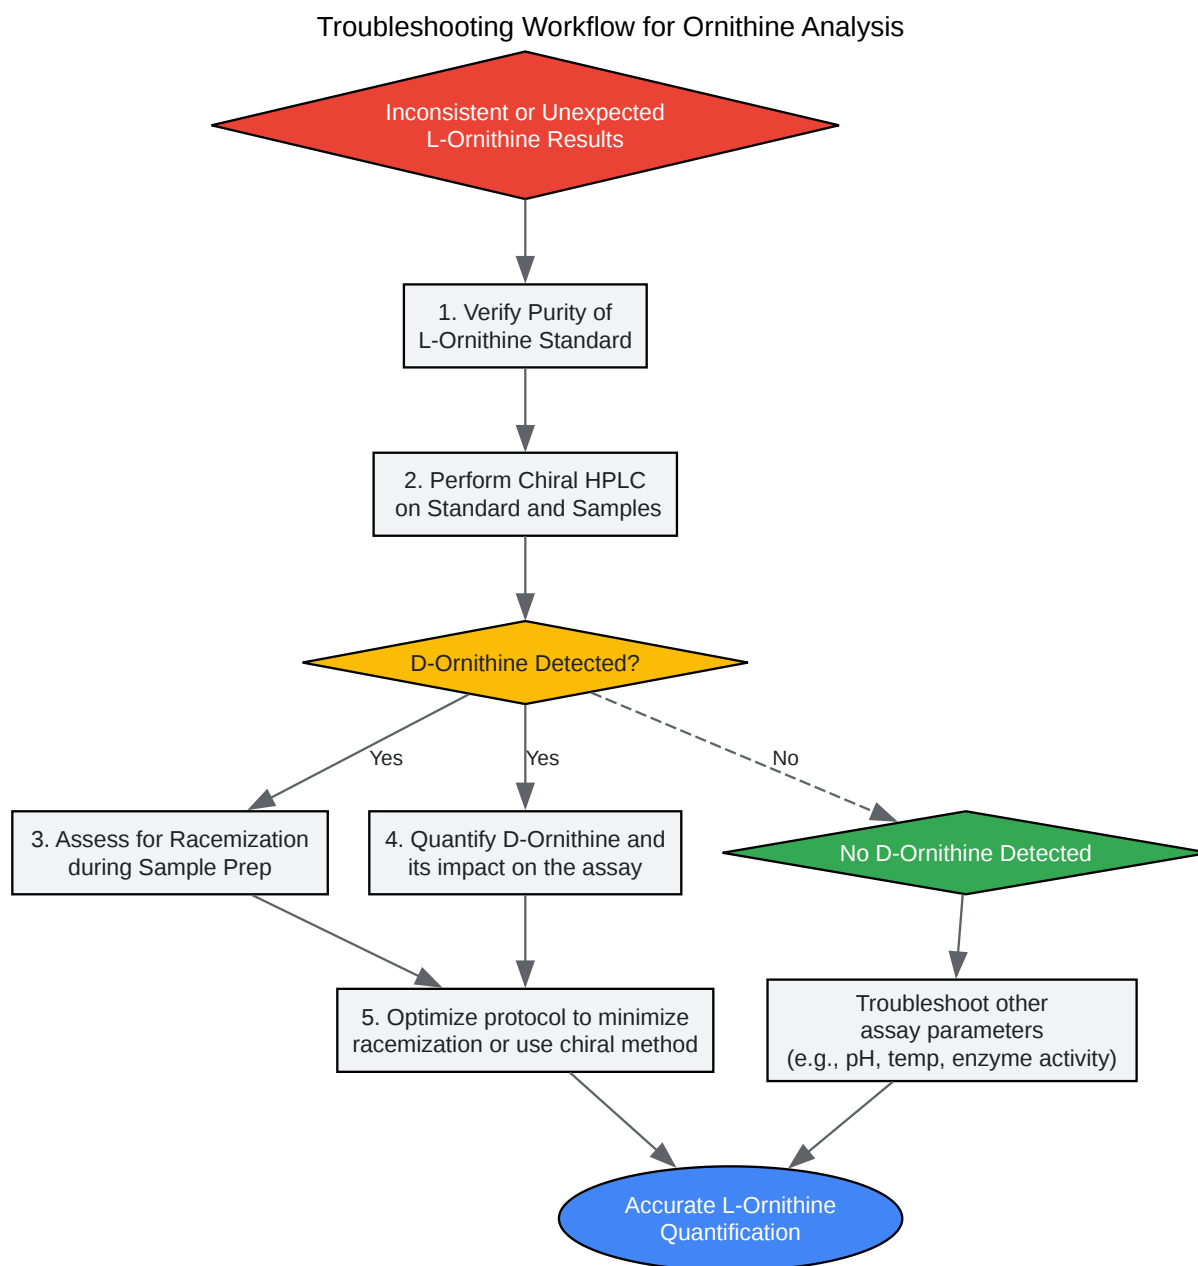 Troubleshooting Workflow for Ornithine Analysis
Inconsistent or Unexpected
L-Ornithine Results
1. Verify Purity of
L-Ornithine Standard
2. Perform Chiral HPLC
on Standard and Samples
D-Ornithine Detected?
Yes
Yes
No
3. Assess for Racemization
during Sample Prep
4. Quantify D-Ornithine and
its impact on the assay
No D-Ornithine Detected
5. Optimize protocol to minimize
racemization or use chiral method
Troubleshoot other
assay parameters
(e.g., pH, temp, enzyme activity)
Accurate L-Ornithine
Quantification